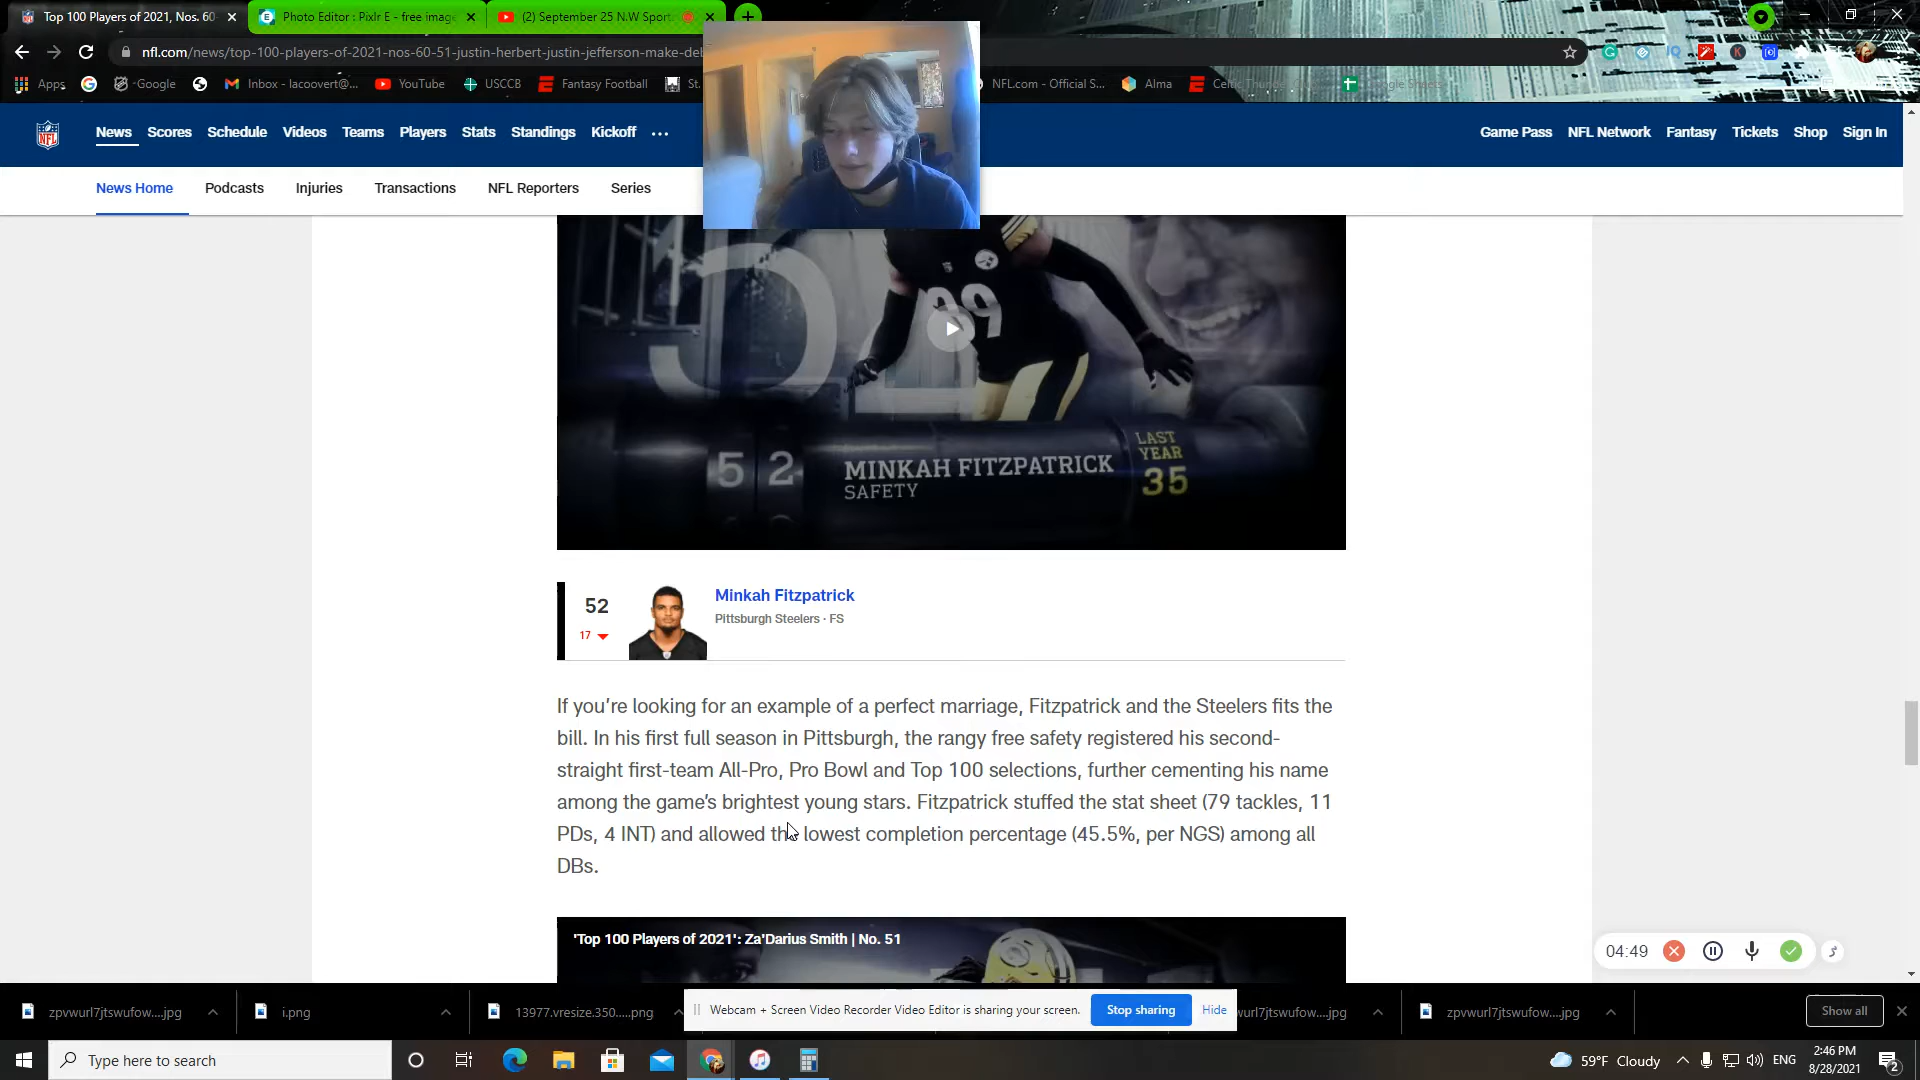 Top 100 Players of 2021, Nos. 60
Photo Editor : Pixlr E - free image
(2) September 25 N.W Sport
nfl.com/news/top-100-players-of-2021-nos-60-51-justin-herbert-justin-jefferson-make-de
Apps
-Google
Inbox - lacoovert@...
YouTube
USCCB
Fantasy Football
St.
NFL.com - Official S...
Alma
News
Scores
Schedule
Videos
Teams
Players
Stats
Standings
Kickoff
Game Pass
NFL Network
Fantasy
Tickets
Shop
Sign In
News Home
Podcasts
Injuries
Transactions
NFL Reporters
Series
52
MINKAH FITZPATRICK
SAFETY
LAST
YEAR
35
52
17
Minkah Fitzpatrick
Pittsburgh Steelers · FS
If you’re looking for an example of a perfect marriage, Fitzpatrick and the Steelers fits the
bill. In his first full season in Pittsburgh, the rangy free safety registered his second-
straight first-team All-Pro, Pro Bowl and Top 100 selections, further cementing his name
among the game’s brightest young stars. Fitzpatrick stuffed the stat sheet (79 tackles, 11
PDs, 4 INT) and allowed the lowest completion percentage (45.5%, per NGS) among all
DBs.
'Top 100 Players of 2021': Za'Darius Smith | No. 51
04:49
zpvwurl7jtswufow....jpg
i.png
13977.vresize.350.....png
Webcam + Screen Video Recorder Video Editor is sharing your screen.
Stop sharing
Hide
wurl7jtswufow....jpg
zpvwurl7jtswufow....jpg
Show all
Type here to search
59°F Cloudy
ENG
2:46 PM
8/28/2021
2